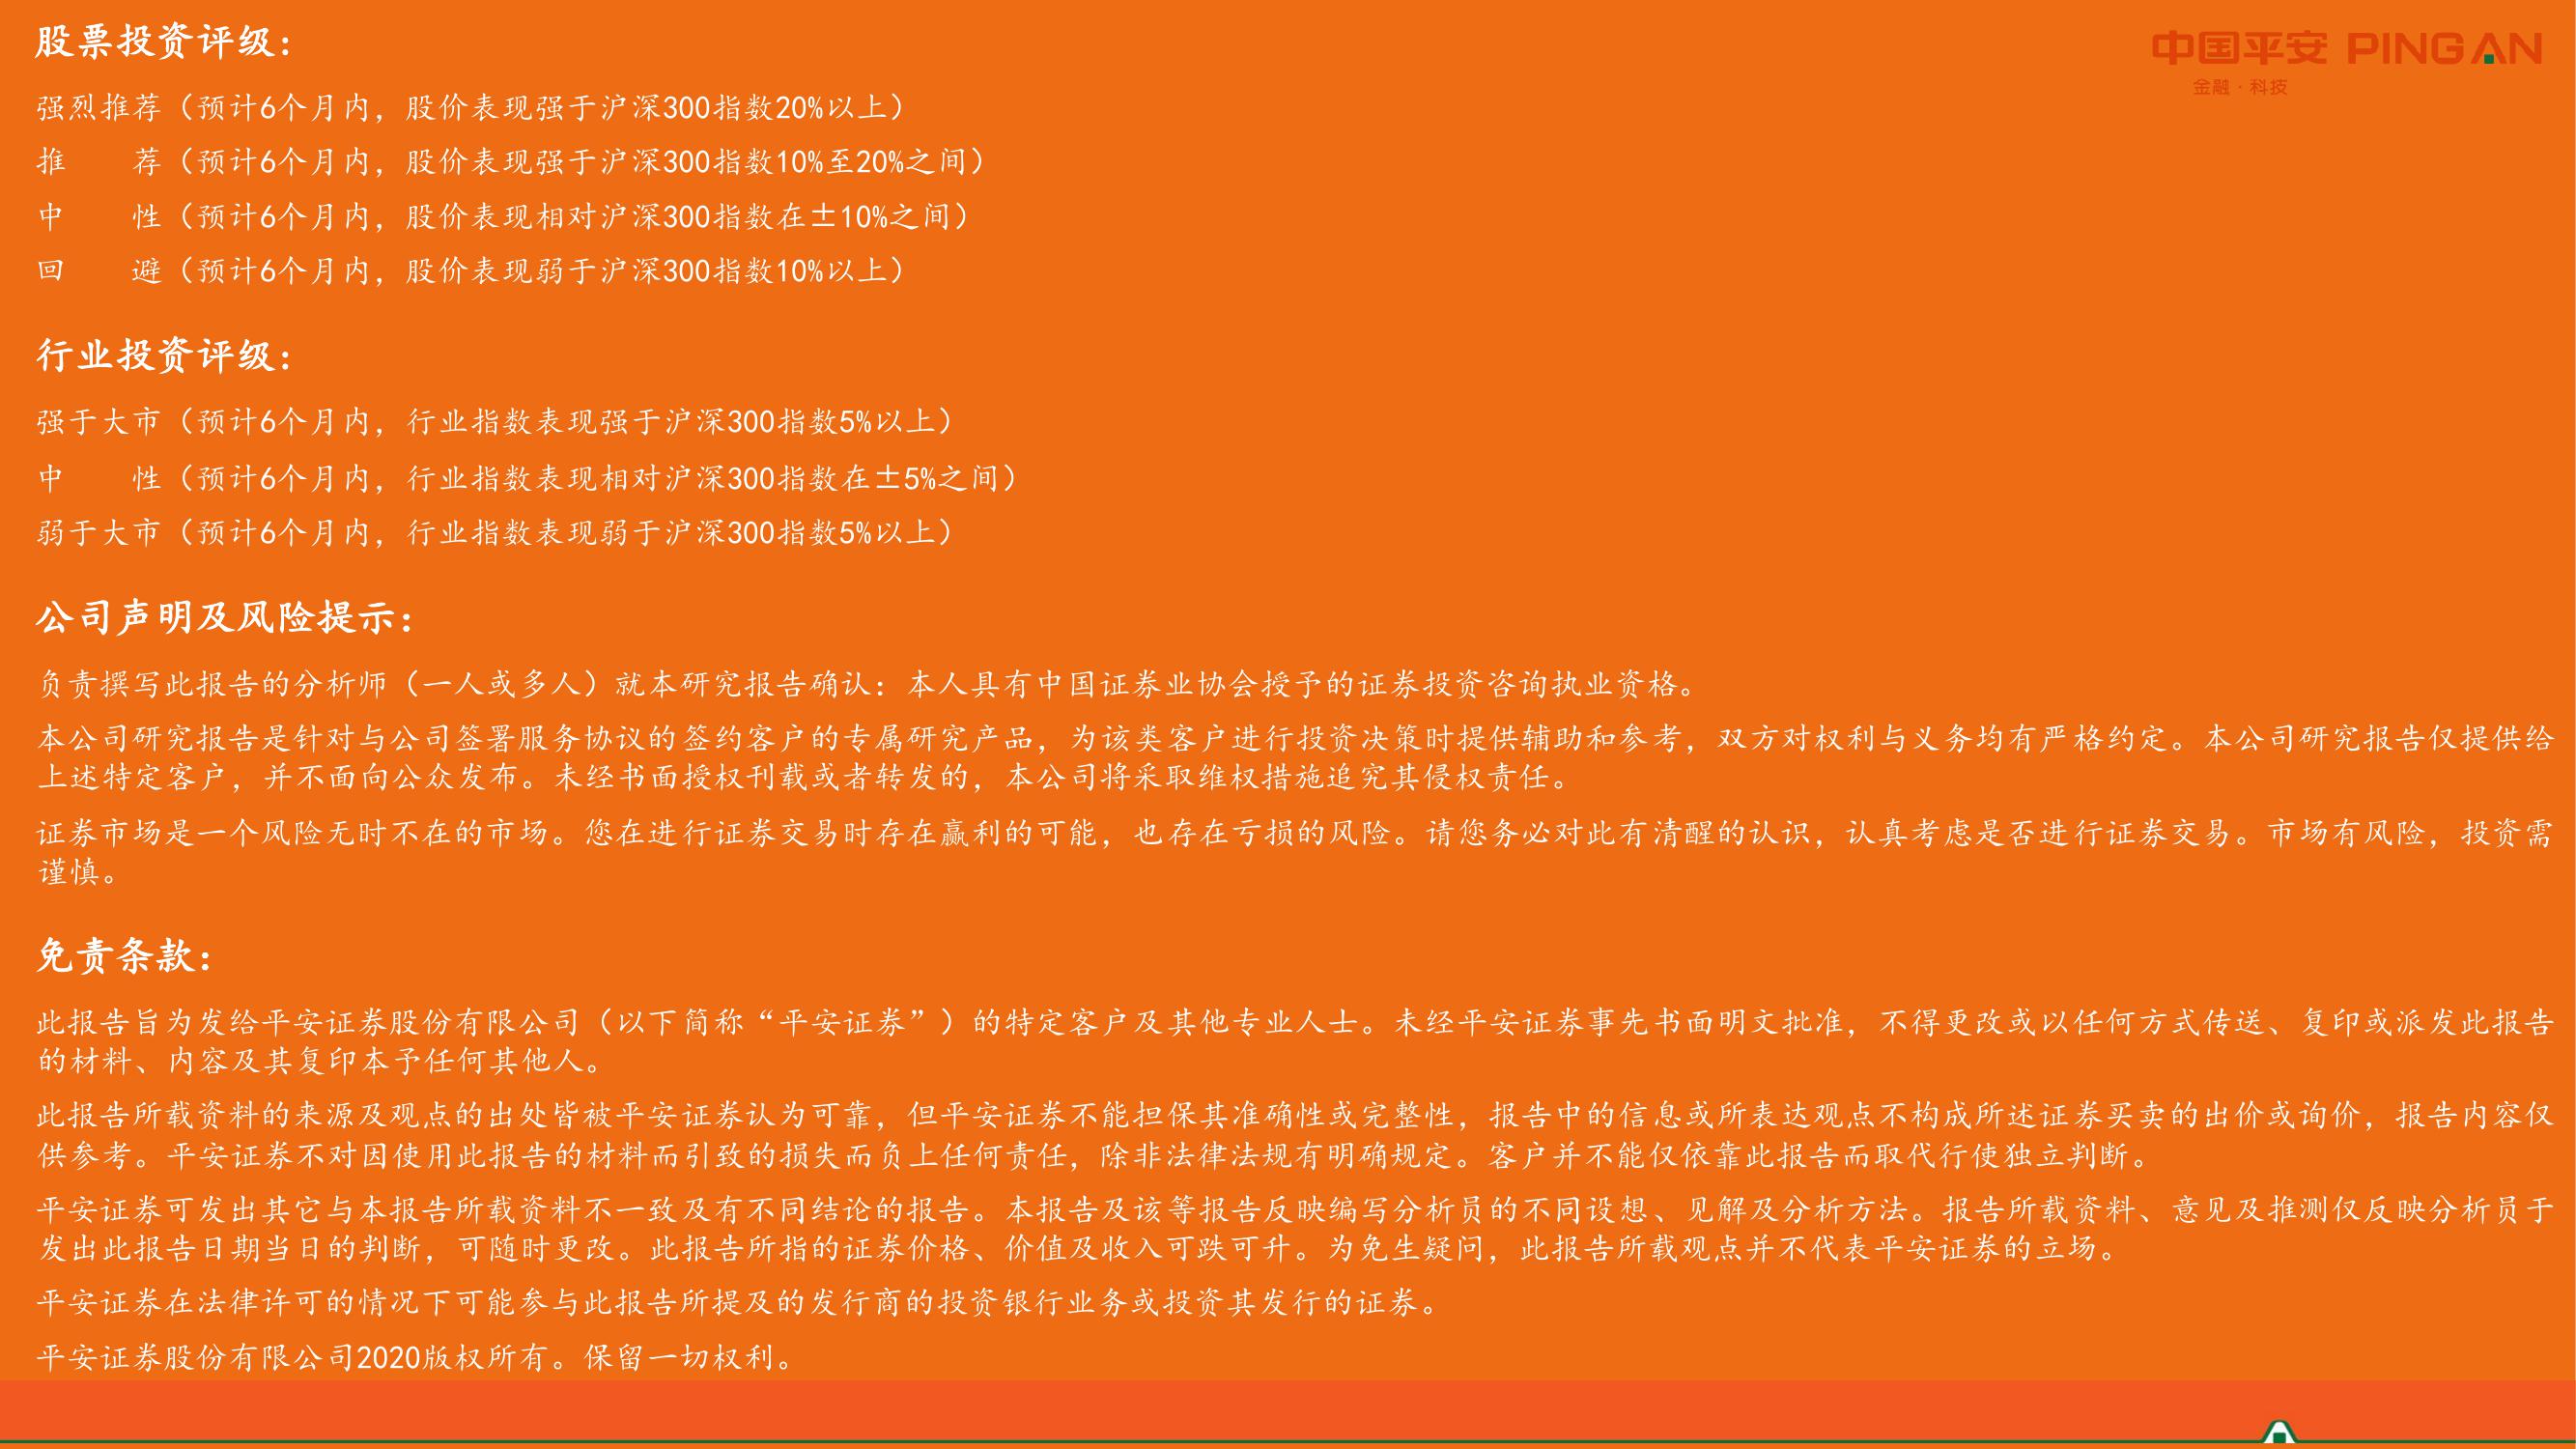 股票投资评级：
中国平安 PINGAN
金融·科技
强烈推荐（预计6个月内，股价表现强于沪深300指数20%以上）
推　　荐（预计6个月内，股价表现强于沪深300指数10%至20%之间）
中　　性（预计6个月内，股价表现相对沪深300指数在±10%之间）
回　　避（预计6个月内，股价表现弱于沪深300指数10%以上）
行业投资评级：
强于大市（预计6个月内，行业指数表现强于沪深300指数5%以上）
中　　性（预计6个月内，行业指数表现相对沪深300指数在±5%之间）
弱于大市（预计6个月内，行业指数表现弱于沪深300指数5%以上）
公司声明及风险提示：
负责撰写此报告的分析师（一人或多人）就本研究报告确认：本人具有中国证券业协会授予的证券投资咨询执业资格。
本公司研究报告是针对与公司签署服务协议的签约客户的专属研究产品，为该类客户进行投资决策时提供辅助和参考，双方对权利与义务均有严格约定。本公司研究报告仅提供给
上述特定客户，并不面向公众发布。未经书面授权刊载或者转发的，本公司将采取维权措施追究其侵权责任。
证券市场是一个风险无时不在的市场。您在进行证券交易时存在赢利的可能，也存在亏损的风险。请您务必对此有清醒的认识，认真考虑是否进行证券交易。市场有风险，投资需
谨慎。
免责条款：
此报告旨为发给平安证券股份有限公司（以下简称“平安证券”）的特定客户及其他专业人士。未经平安证券事先书面明文批准，不得更改或以任何方式传送、复印或派发此报告
的材料、内容及其复印本予任何其他人。
此报告所载资料的来源及观点的出处皆被平安证券认为可靠，但平安证券不能担保其准确性或完整性，报告中的信息或所表达观点不构成所述证券买卖的出价或询价，报告内容仅
供参考。平安证券不对因使用此报告的材料而引致的损失而负上任何责任，除非法律法规有明确规定。客户并不能仅依靠此报告而取代行使独立判断。
平安证券可发出其它与本报告所载资料不一致及有不同结论的报告。本报告及该等报告反映编写分析员的不同设想、见解及分析方法。报告所载资料、意见及推测仅反映分析员于
发出此报告日期当日的判断，可随时更改。此报告所指的证券价格、价值及收入可跌可升。为免生疑问，此报告所载观点并不代表平安证券的立场。
平安证券在法律许可的情况下可能参与此报告所提及的发行商的投资银行业务或投资其发行的证券。
平安证券股份有限公司2020版权所有。保留一切权利。